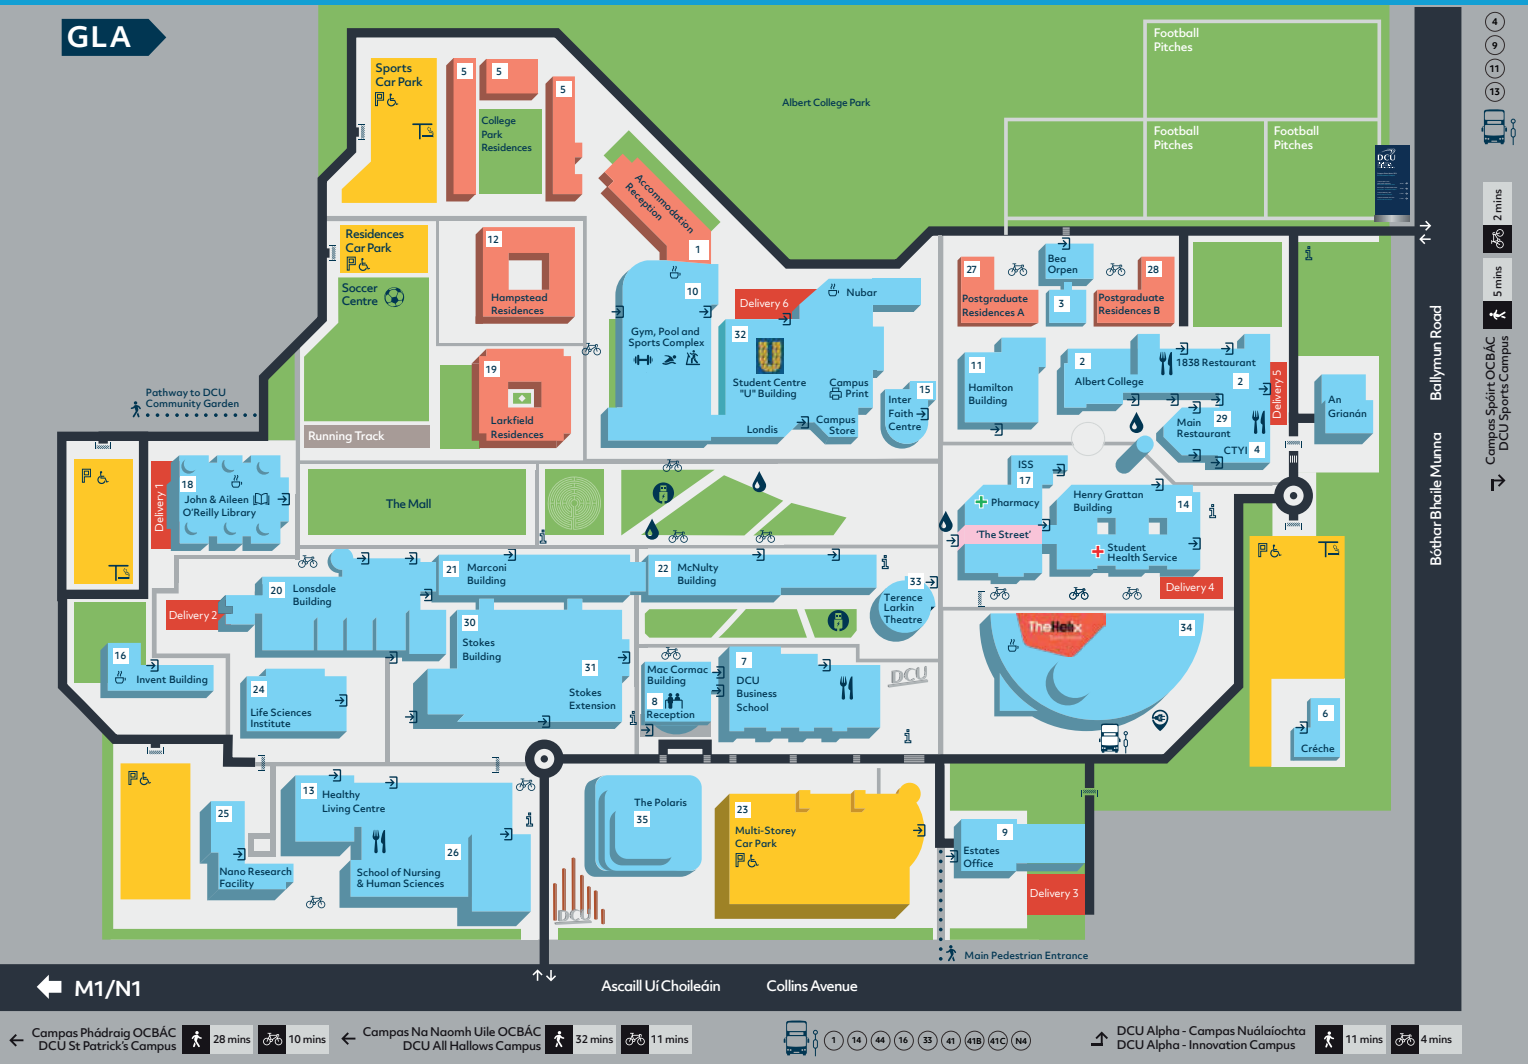 GLA
4
9
11
13
2 mins
5 mins
Campas Spóirt OCBÁC
DCU Sports Campus
Ballymun Road
Bóthar Bhaile Munna
Albert College Park
Football
Pitches
Football
Pitches
Football
Pitches
DCU
Sports
Car Park
P
5
5
5
College
Park
Residences
Accommodation
Reception
1
Residences
Car Park
P
Soccer
Centre
12
Hampstead
Residences
19
Larkfield
Residences
Running Track
Pathway to DCU
Community Garden
10
Gym, Pool and
Sports Complex
Delivery 6
Nubar
32
U
Student Centre
"U" Building
Campus
Print
Londis
Campus
Store
15
Inter
Faith
Centre
27
Postgraduate
Residences A
Bea
Orpen
3
28
Postgraduate
Residences B
11
Hamilton
Building
2
Albert College
1838 Restaurant
2
Delivery 5
29
Main
Restaurant
CTYI
4
An
Grianán
P
Delivery 1
18
John & Aileen
O'Reilly Library
The Mall
ISS
17
Pharmacy
'The Street'
Henry Grattan
Building
14
Student
Health Service
Delivery 4
P
20
Lonsdale
Building
Delivery 2
21
Marconi
Building
22
McNulty
Building
33
Terence
Larkin
Theatre
30
Stokes
Building
31
Stokes
Extension
16
Invent Building
24
Life Sciences
Institute
Mac Cormac
Building
8
Reception
7
DCU
Business
School
DCU
TheHelix
34
6
Créche
P
25
Nano Research
Facility
13
Healthy
Living Centre
26
School of Nursing
& Human Sciences
The Polaris
35
DCU
23
Multi-Storey
Car Park
P
9
Estates
Office
Delivery 3
Main Pedestrian Entrance
M1/N1
Ascaill Uí Choileáin
Collins Avenue
Campas Phádraig OCBÁC
DCU St Patrick's Campus
28 mins
10 mins
Campas Na Naomh Uile OCBÁC
DCU All Hallows Campus
32 mins
11 mins
1
14
44
16
33
41
41B
41C
N4
DCU Alpha - Campas Nuálaíochta
DCU Alpha - Innovation Campus
11 mins
4 mins